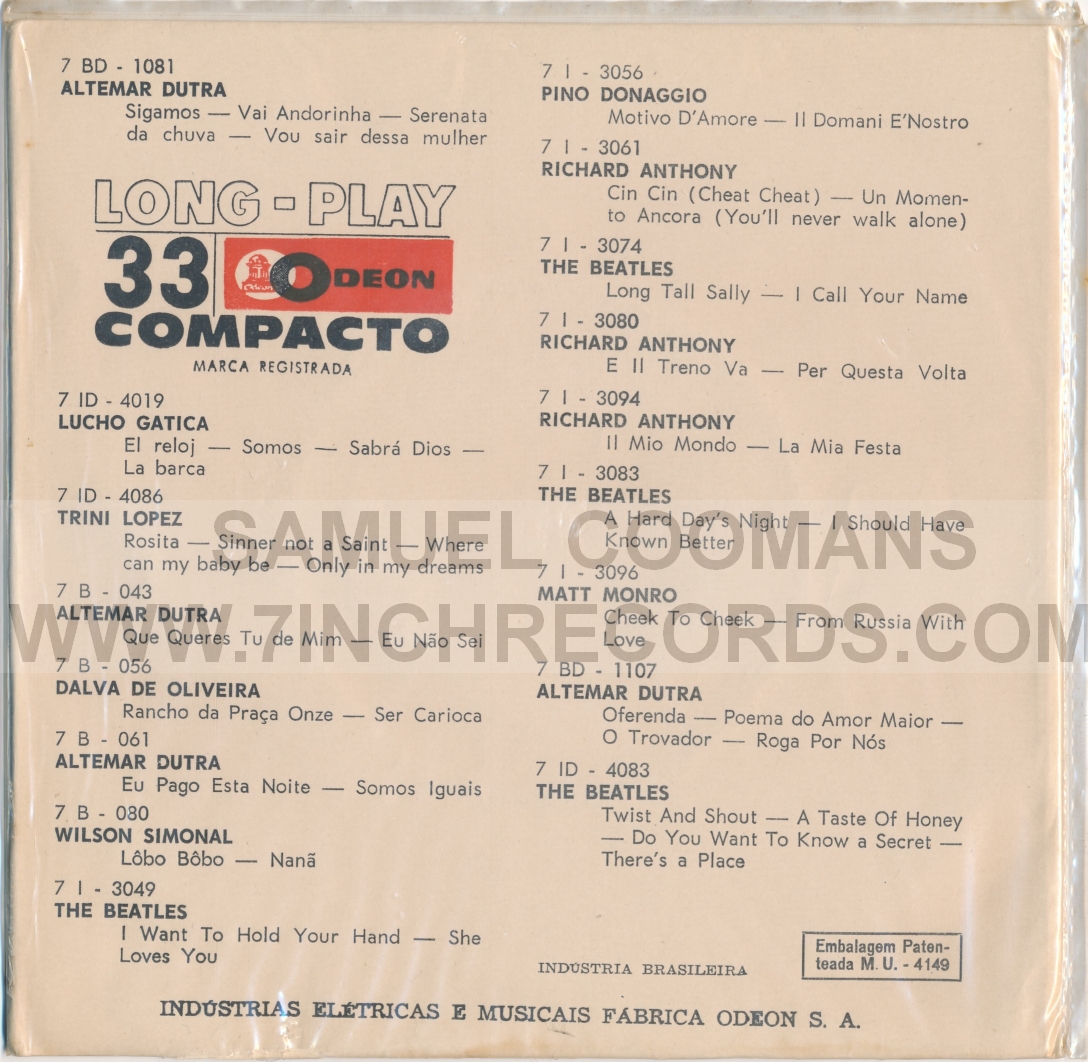 7 BD - 1081
ALTEMAR DUTRA
Sigamos — Vai Andorinha — Serenata
da chuva — Vou sair dessa mulher
LONG - PLAY
33 ODEON
Odeon
COMPACTO
MARCA REGISTRADA
7 ID - 4019
LUCHO GATICA
El reloj — Somos — Sabrá Dios —
La barca
7 ID - 4086
TRINI LOPEZ
Rosita — Sinner not a Saint — Where
can my baby be — Only in my dreams
7 B - 043
ALTEMAR DUTRA
Que Queres Tu de Mim — Eu Não Sei
7 B - 056
DALVA DE OLIVEIRA
Rancho da Praça Onze — Ser Carioca
7 B - 061
ALTEMAR DUTRA
Eu Pago Esta Noite — Somos Iguais
7 B - 080
WILSON SIMONAL
Lôbo Bôbo — Nanã
7 I - 3049
THE BEATLES
I Want To Hold Your Hand — She
Loves You
7 I - 3056
PINO DONAGGIO
Motivo D'Amore — Il Domani E'Nostro
7 I - 3061
RICHARD ANTHONY
Cin Cin (Cheat Cheat) — Un Momen-
to Ancora (You'll never walk alone)
7 I - 3074
THE BEATLES
Long Tall Sally — I Call Your Name
7 I - 3080
RICHARD ANTHONY
E Il Treno Va — Per Questa Volta
7 I - 3094
RICHARD ANTHONY
Il Mio Mondo — La Mia Festa
7 I - 3083
THE BEATLES
A Hard Day's Night — I Should Have
Known Better
7 I - 3096
MATT MONRO
Cheek To Cheek — From Russia With
Love
7 BD - 1107
ALTEMAR DUTRA
Oferenda — Poema do Amor Maior —
O Trovador — Roga Por Nós
7 ID - 4083
THE BEATLES
Twist And Shout — A Taste Of Honey
— Do You Want To Know a Secret —
There's a Place
INDÚSTRIA BRASILEIRA
Embalagem Paten-
teada M. U. - 4149
INDÚSTRIAS ELÉTRICAS E MUSICAIS FÁBRICA ODEON S. A.
SAMUEL COOMANS
WWW.7INCHRECORDS.COM